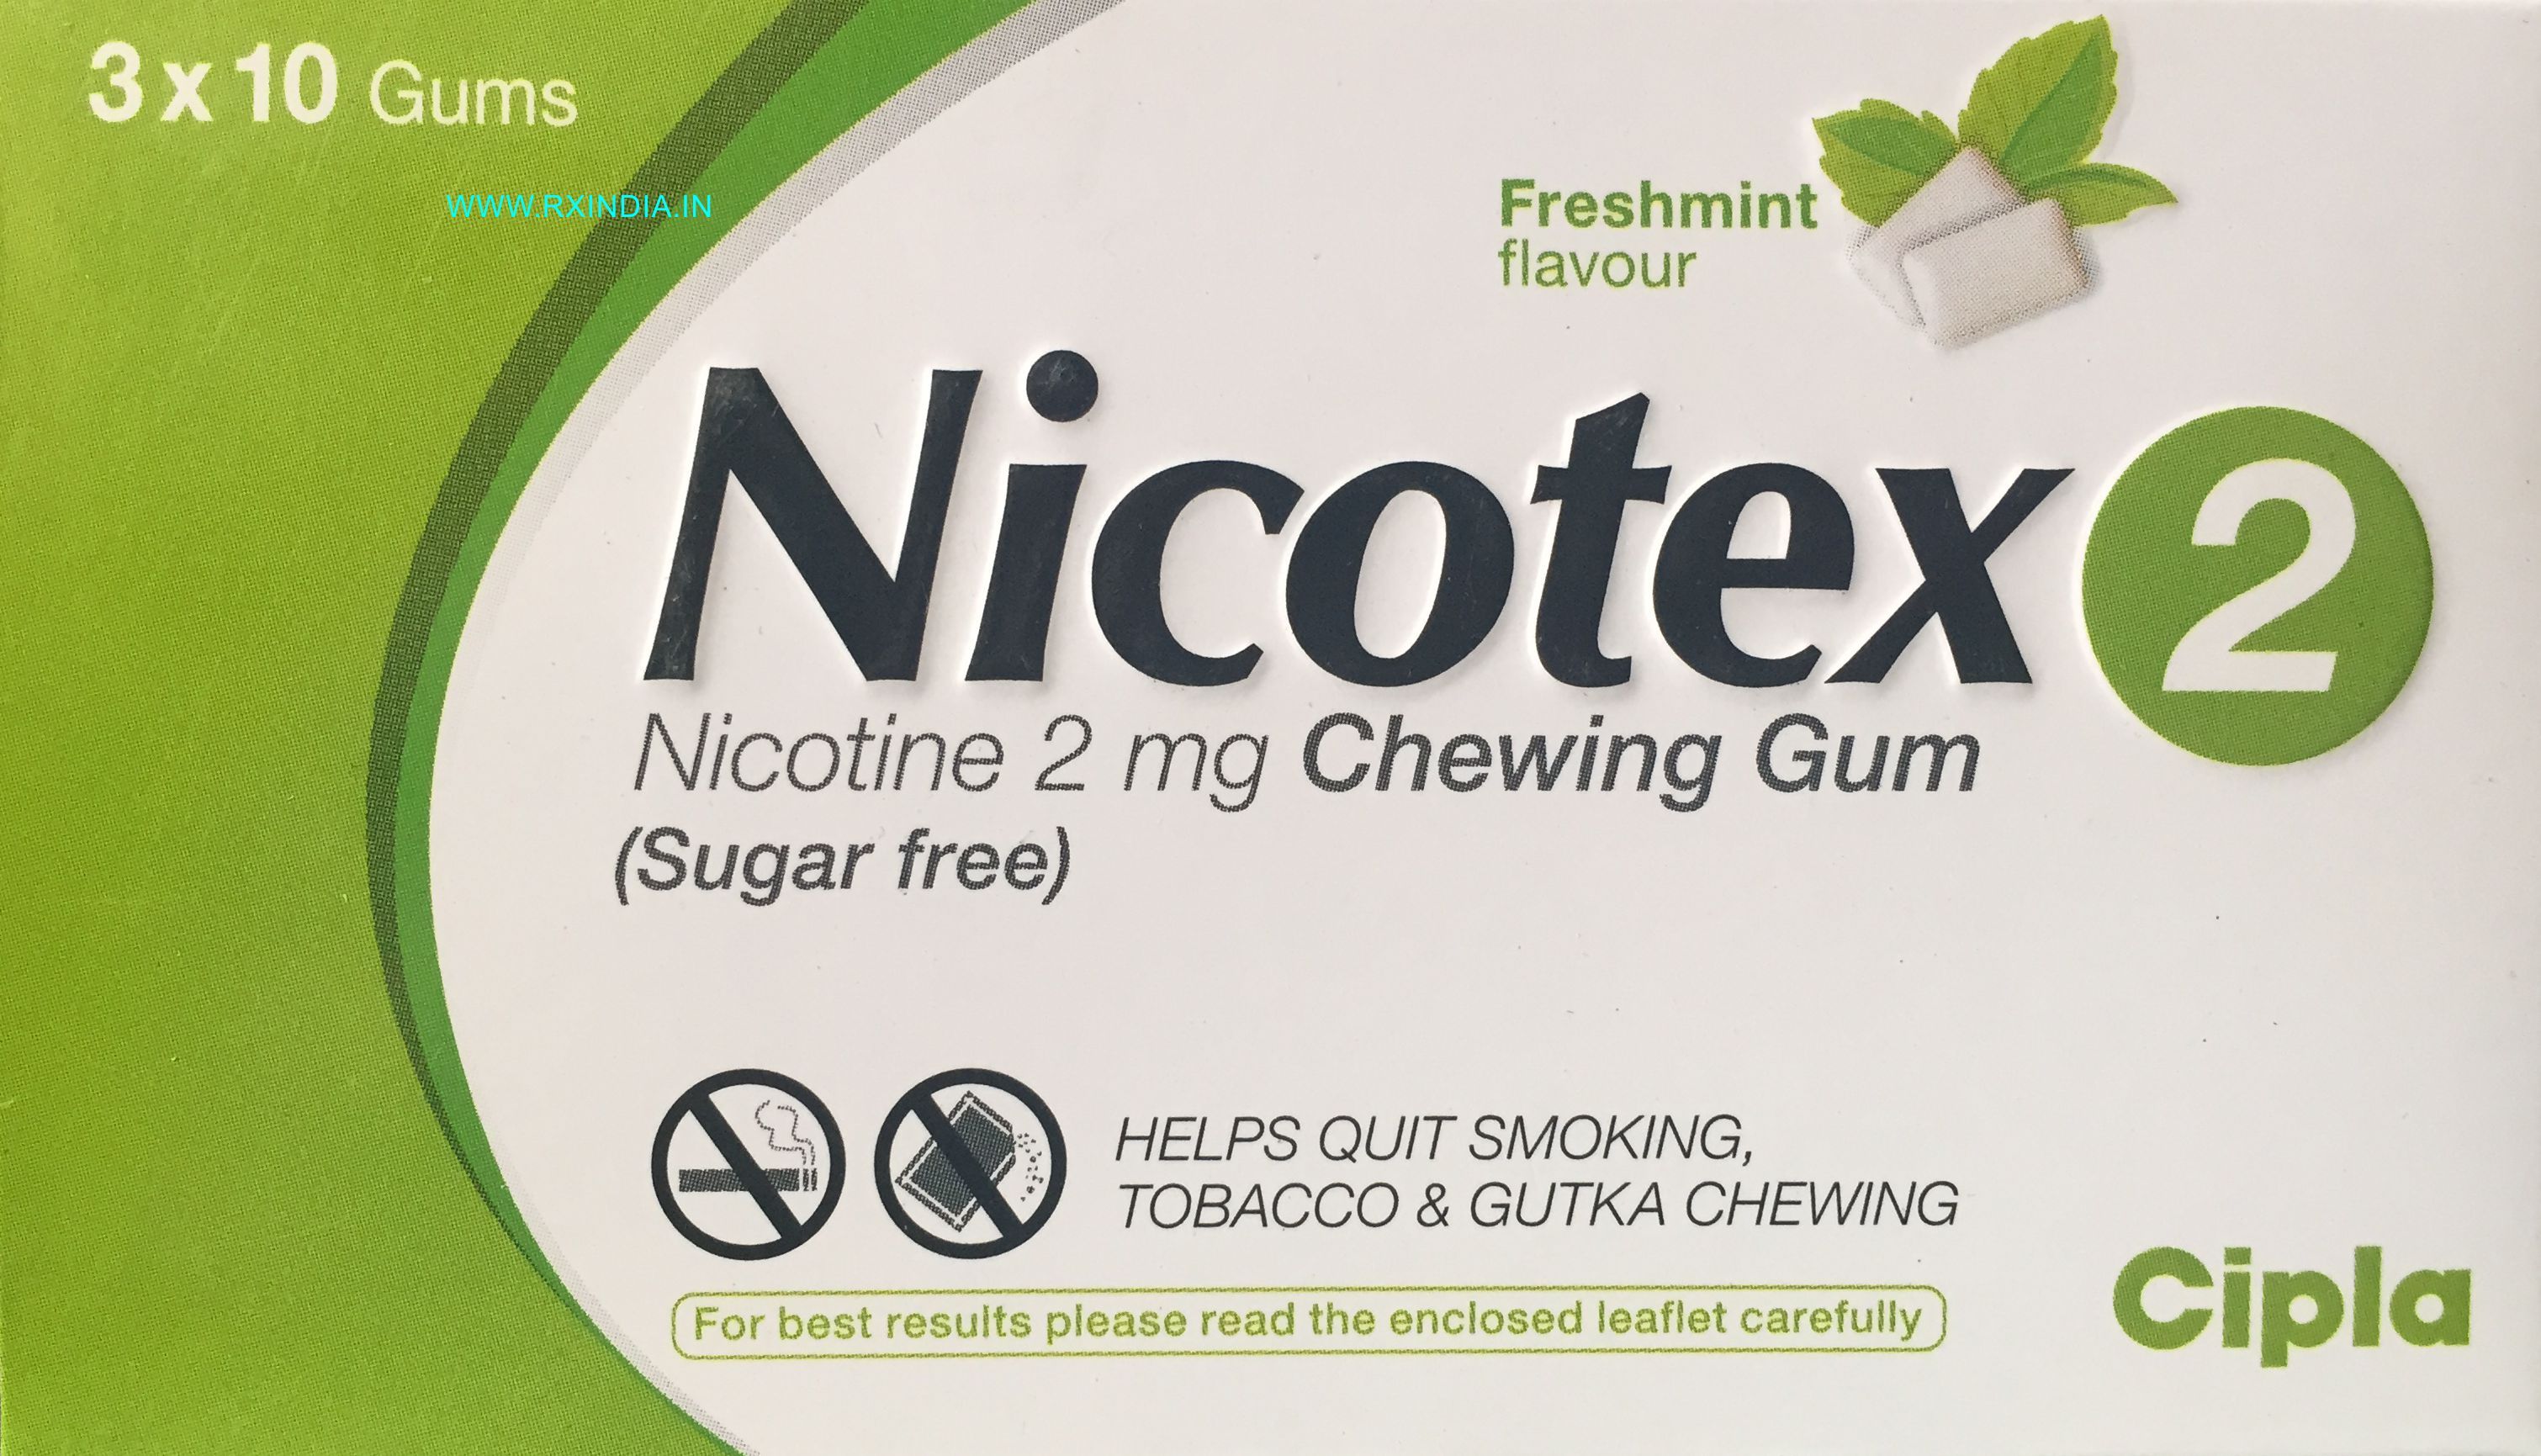 3 x 10 Gums
WWW.RXINDIA.IN
Freshmint
flavour
Nicotex 2
Nicotine 2 mg Chewing Gum
(Sugar free)
HELPS QUIT SMOKING,
TOBACCO & GUTKA CHEWING
For best results please read the enclosed leaflet carefully
Cipla